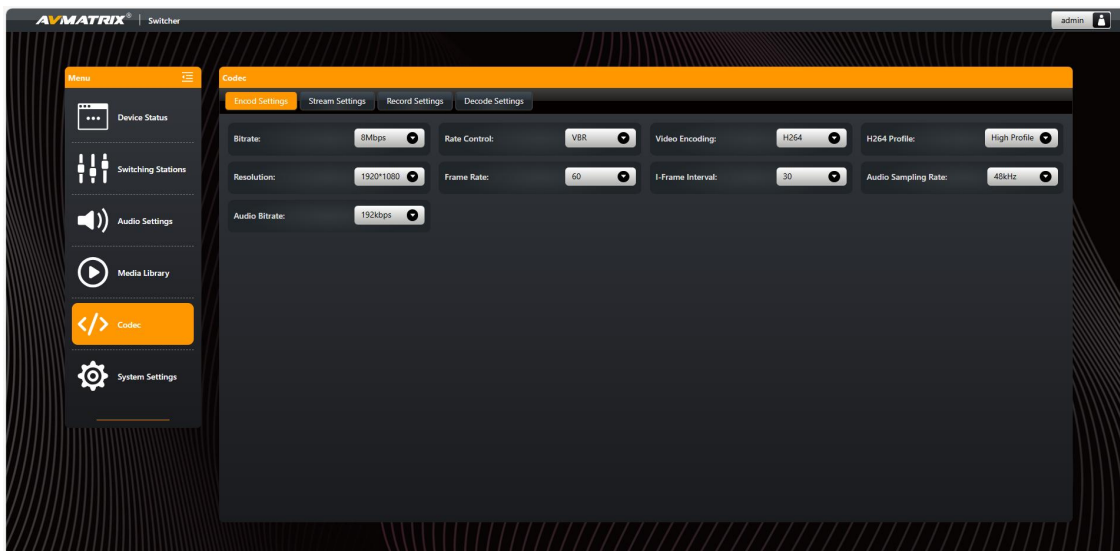 AVMATRIX® | Switcher
admin
Menu
Device Status
Switching Stations
Audio Settings
Media Library
</> Codec
System Settings
Codec
Encod Settings Stream Settings Record Settings Decode Settings
Bitrate: 8Mbps Rate Control: VBR Video Encoding: H264 H264 Profile: High Profile
Resolution: 1920*1080 Frame Rate: 60 I-Frame Interval: 30 Audio Sampling Rate: 48kHz
Audio Bitrate: 192kbps